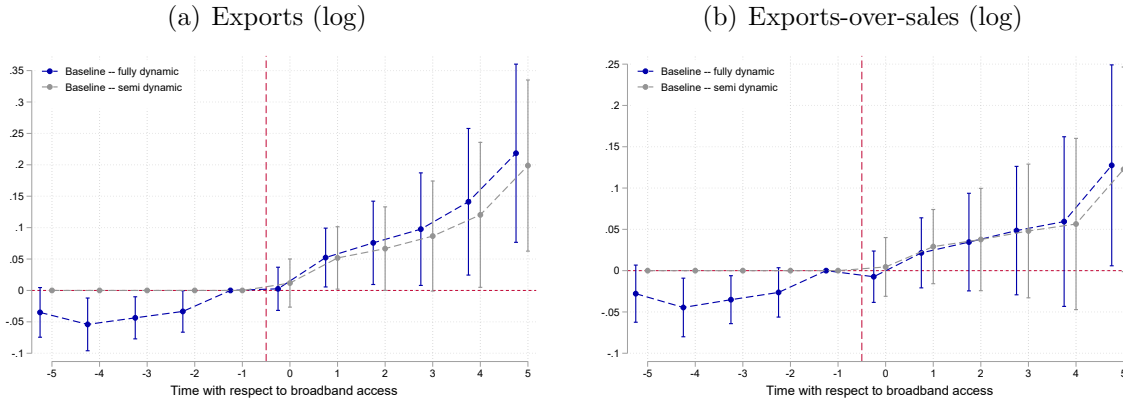 (a) Exports (log)
Baseline -- fully dynamic
Baseline -- semi dynamic
.35
.3
.25
.2
.15
.1
.05
0
-.05
-.1
-5 -4 -3 -2 -1 0 1 2 3 4 5
Time with respect to broadband access
(b) Exports-over-sales (log)
Baseline -- fully dynamic
Baseline -- semi dynamic
.25
.2
.15
.1
.05
0
-.05
-.1
-5 -4 -3 -2 -1 0 1 2 3 4 5
Time with respect to broadband access